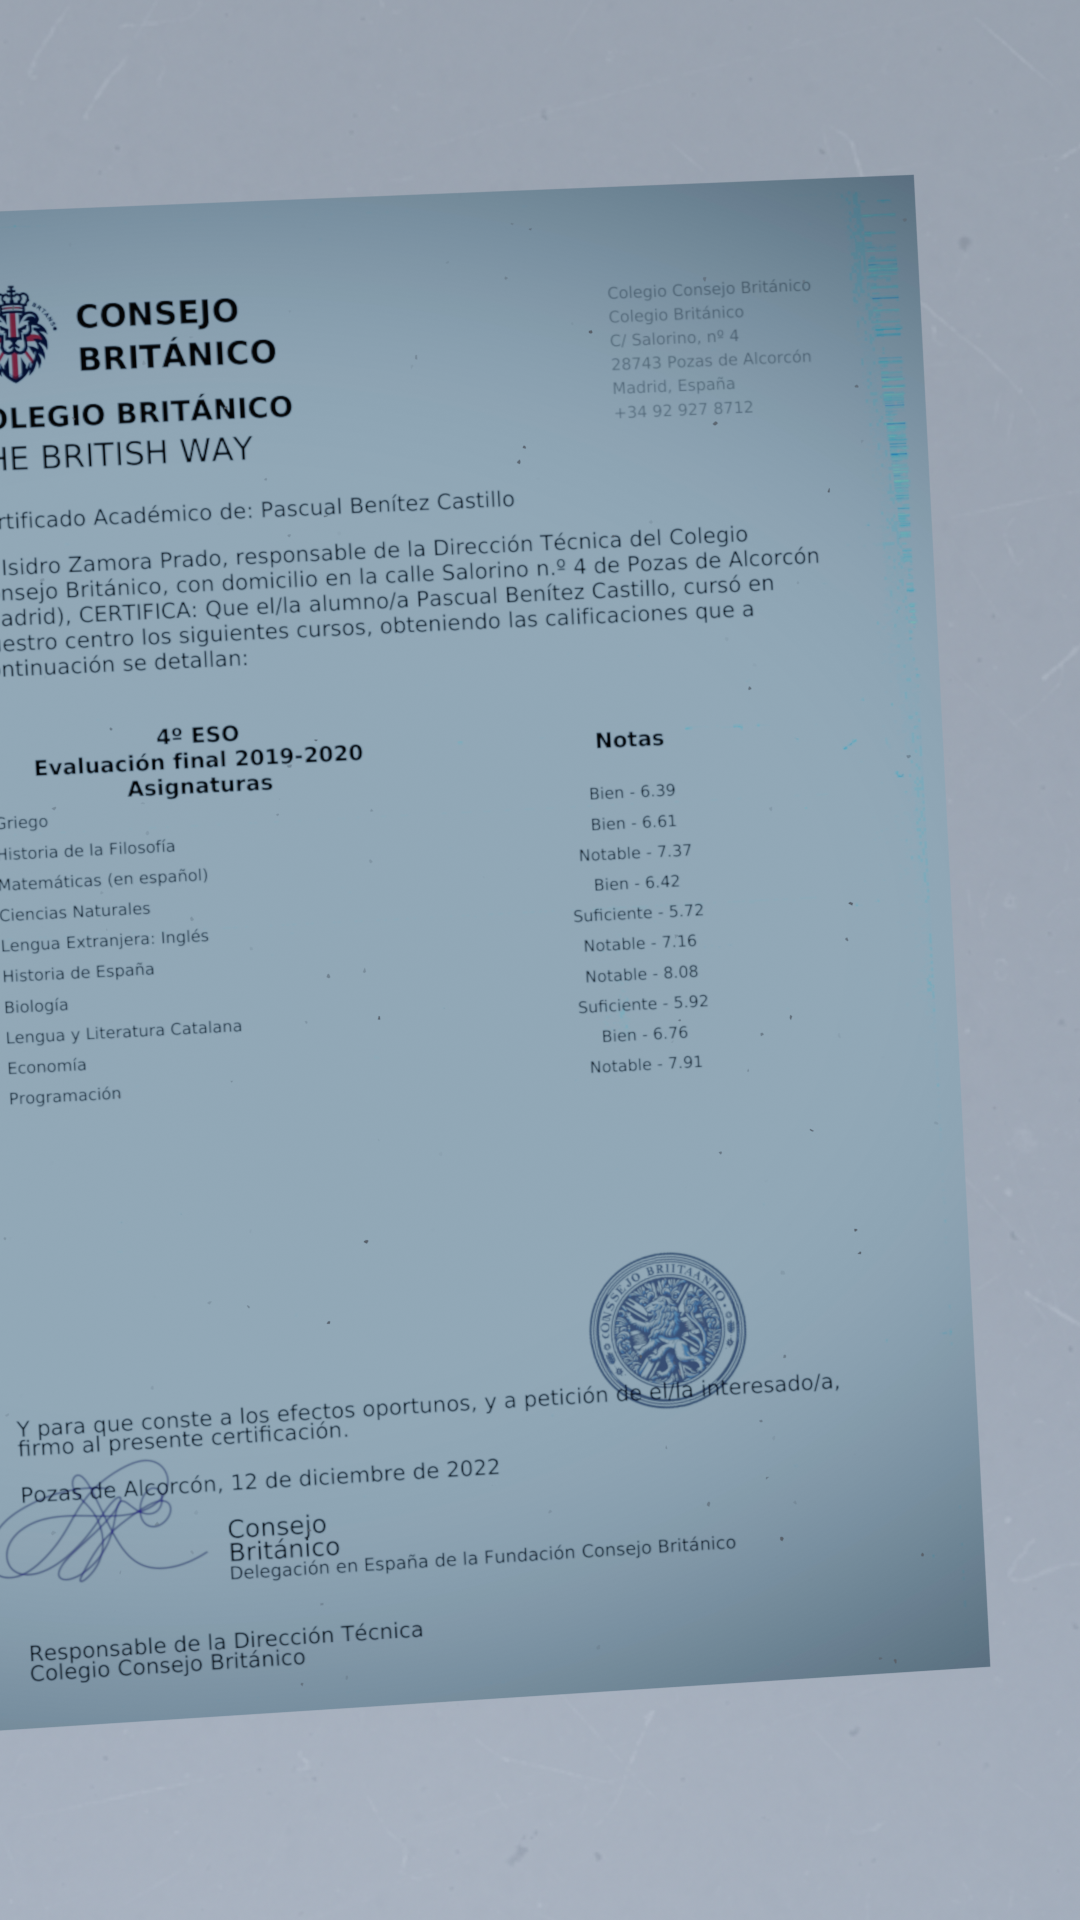 CONSEJO
BRITÁNICO
OLEGIO BRITÁNICO
HE BRITISH WAY
Colegio Consejo Británico
Colegio Británico
C/ Salorino, nº 4
28743 Pozas de Alcorcón
Madrid, España
+34 92 927 8712
rtificado Académico de: Pascual Benítez Castillo
Isidro Zamora Prado, responsable de la Dirección Técnica del Colegio
nsejo Británico, con domicilio en la calle Salorino n.º 4 de Pozas de Alcorcón
adrid), CERTIFICA: Que el/la alumno/a Pascual Benítez Castillo, cursó en
estro centro los siguientes cursos, obteniendo las calificaciones que a
ntinuación se detallan:
4º ESO
Evaluación final 2019-2020
Asignaturas
Notas
Griego
Bien - 6.39
Historia de la Filosofía
Bien - 6.61
Matemáticas (en español)
Notable - 7.37
Ciencias Naturales
Bien - 6.42
Lengua Extranjera: Inglés
Suficiente - 5.72
Historia de España
Notable - 7.16
Biología
Notable - 8.08
Lengua y Literatura Catalana
Suficiente - 5.92
Economía
Bien - 6.76
Programación
Notable - 7.91
Y para que conste a los efectos oportunos, y a petición de el/la interesado/a,
firmo al presente certificación.
Pozas de Alcorcón, 12 de diciembre de 2022
Consejo
Británico
Delegación en España de la Fundación Consejo Británico
Responsable de la Dirección Técnica
Colegio Consejo Británico